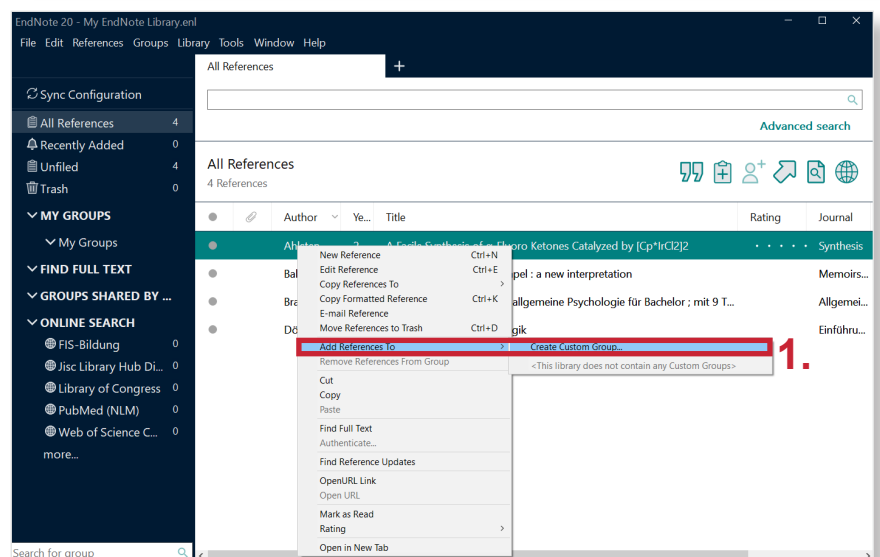 EndNote 20 - My EndNote Library.enl
File Edit References Groups Library Tools Window Help
All References +
Sync Configuration
All References 4
Recently Added 0
Unfiled 4
Trash 0
MY GROUPS
My Groups
FIND FULL TEXT
GROUPS SHARED BY ...
ONLINE SEARCH
FIS-Bildung 0
Jisc Library Hub Di... 0
Library of Congress 0
PubMed (NLM) 0
Web of Science C... 0
more...
Search for group
Advanced search
All References
4 References
Author Ye... Title Rating Journal
A Facile Synthesis of α-Fluoro Ketones Catalyzed by [Cp*IrCl2]2 Synthesis
Bal pel : a new interpretation Memoirs...
Bra allgemeine Psychologie für Bachelor ; mit 9 T... Allgemei...
Dö gik Einführu...
New Reference Ctrl+N
Edit Reference Ctrl+E
Copy References To
Copy Formatted Reference Ctrl+K
E-mail Reference
Move References to Trash Ctrl+D
Add References To
Remove References From Group
Cut
Copy
Paste
Find Full Text
Authenticate...
Find Reference Updates
OpenURL Link
Open URL
Mark as Read
Rating
Open in New Tab
Create Custom Group...
<This library does not contain any Custom Groups>
1.